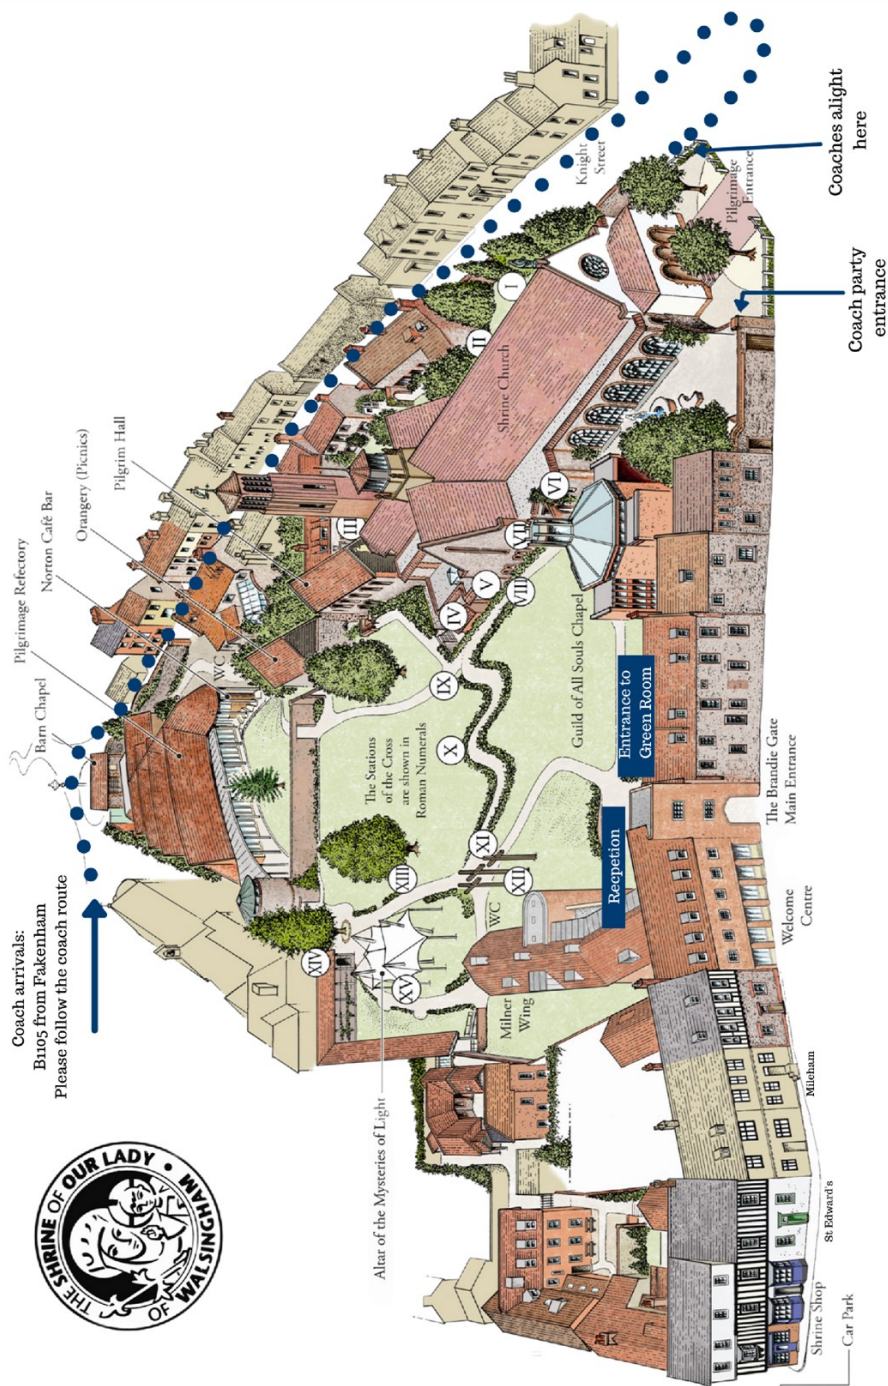 THE SHRINE OF OUR LADY •
OF WALSINGHAM
Coach arrivals:
B1105 from Fakenham
Please follow the coach route
Barn Chapel
Pilgrimage Refectory
Norton Café Bar
Orangery (Picnics)
Pilgrim Hall
Knight
Street
Coaches alight
here
Pilgrimage
Entrance
Coach party
entrance
Shrine Church
I
II
III
IV
V
VI
VII
VIII
IX
X
XI
XII
XIII
XIV
XV
WC
The Stations
of the Cross
are shown in
Roman Numerals
Guild of All Souls Chapel
Entrance to
Green Room
Recpetion
WC
Milner
Wing
Altar of the Mysteries of Light
The Brandie Gate
Main Entrance
Welcome
Centre
Mileham
St Edward's
Shrine Shop
Car Park